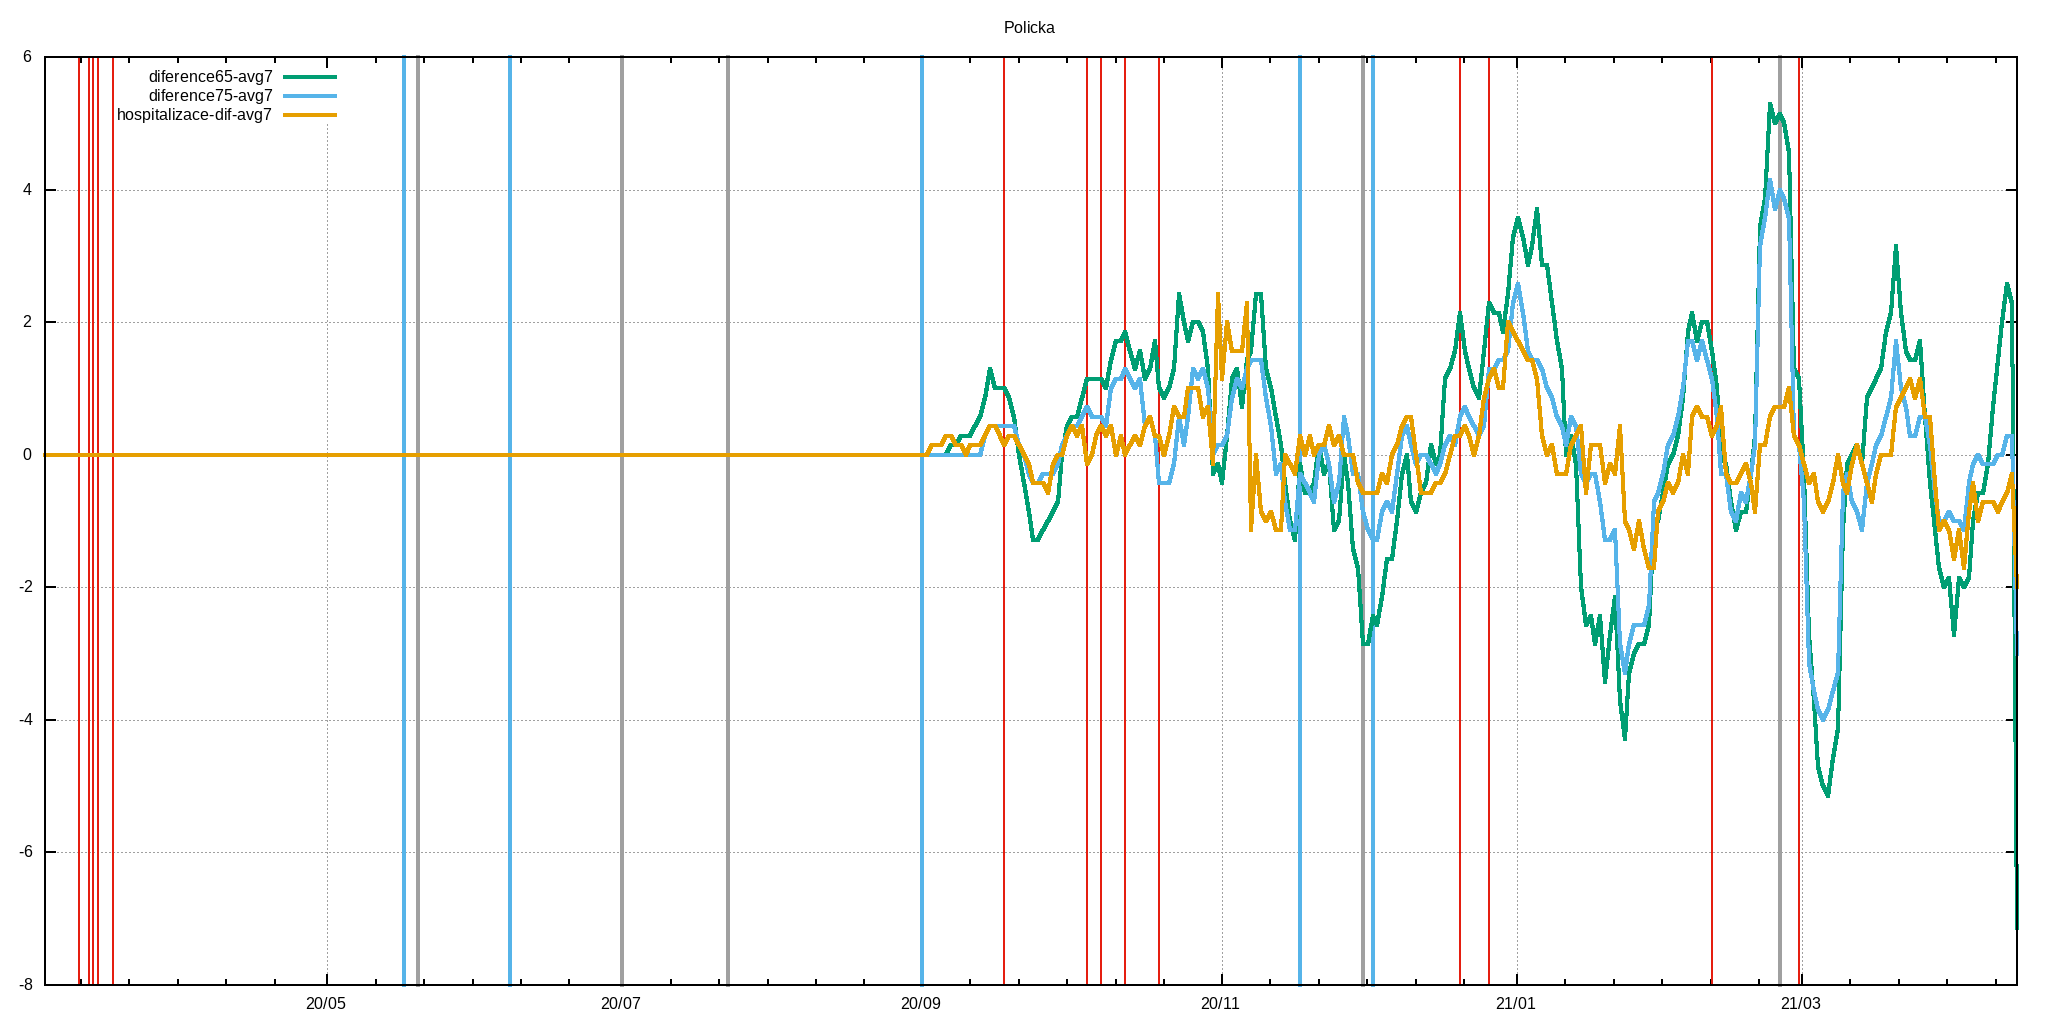 Policka
diference65-avg7
diference75-avg7
hospitalizace-dif-avg7
6
4
2
0
-2
-4
-6
-8
20/05 20/07 20/09 20/11 21/01 21/03